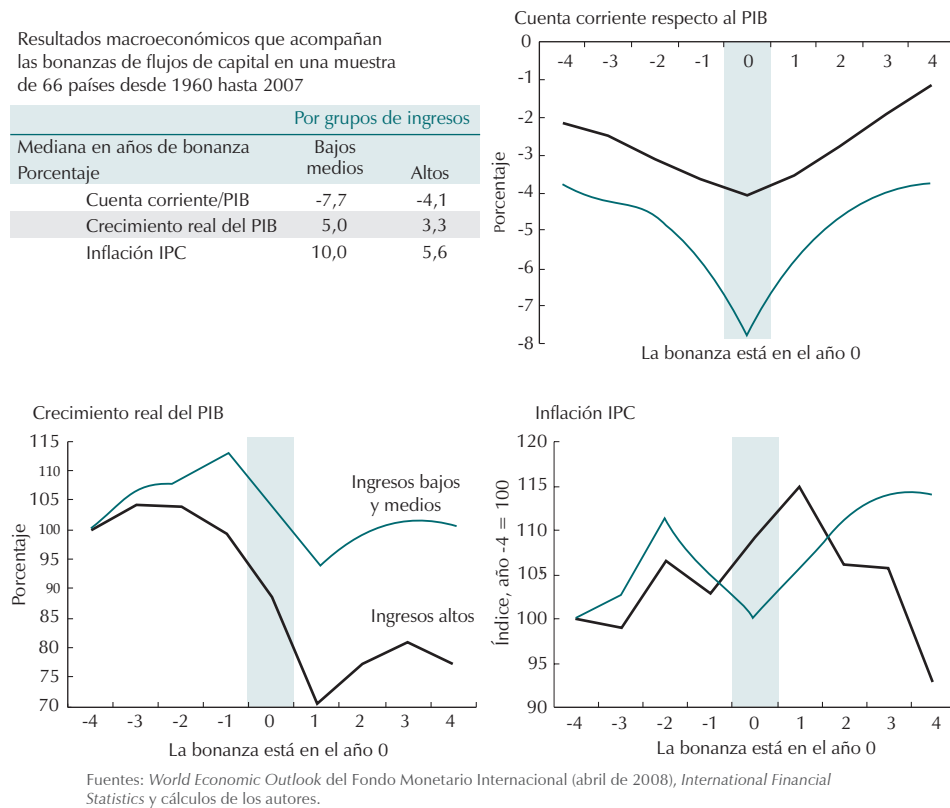 Resultados macroeconómicos que acompañan
las bonanzas de flujos de capital en una muestra
de 66 países desde 1960 hasta 2007
Por grupos de ingresos
Mediana en años de bonanza Bajos
medios Altos
Porcentaje
Cuenta corriente/PIB -7,7 -4,1
Crecimiento real del PIB 5,0 3,3
Inflación IPC 10,0 5,6
Cuenta corriente respecto al PIB
0
-4 -3 -2 -1 0 1 2 3 4
-1
-2
-3
-4
-5
-6
-7
-8
Porcentaje
La bonanza está en el año 0
Crecimiento real del PIB
115
110
105
100
95
90
85
80
75
70
Porcentaje
Ingresos bajos
y medios
Ingresos altos
-4 -3 -2 -1 0 1 2 3 4
La bonanza está en el año 0
Inflación IPC
120
115
110
105
100
95
90
Índice, año -4 = 100
-4 -3 -2 -1 0 1 2 3 4
La bonanza está en el año 0
Fuentes: World Economic Outlook del Fondo Monetario Internacional (abril de 2008), International Financial
Statistics y cálculos de los autores.